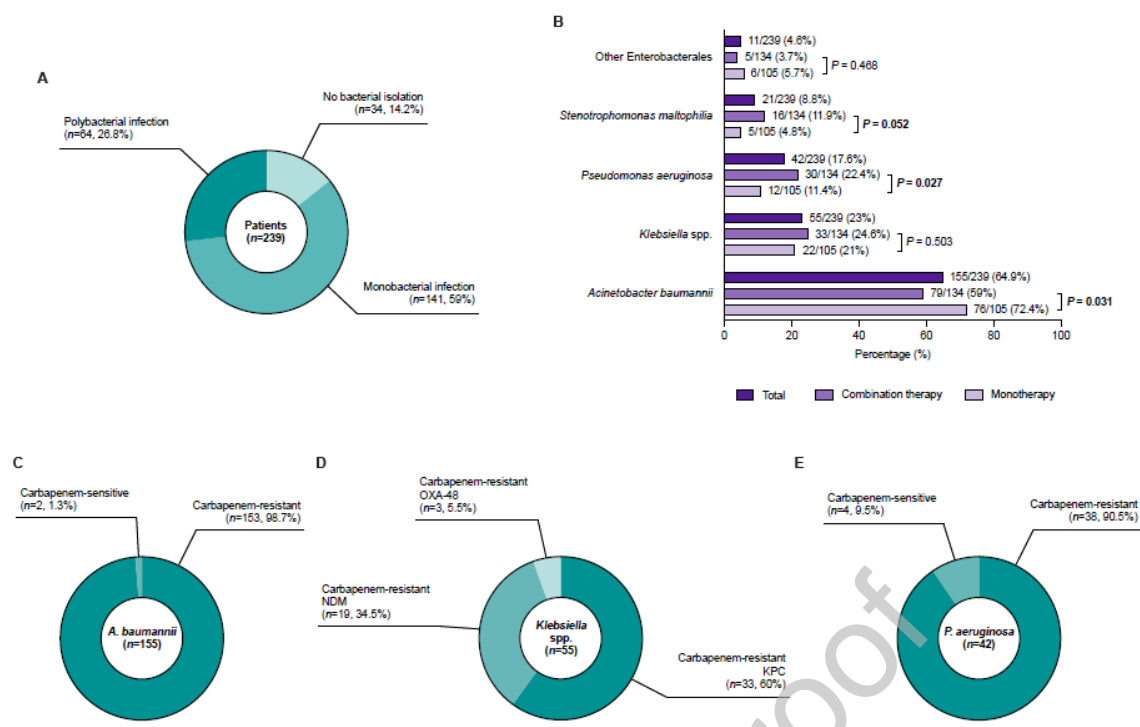 A
No bacterial isolation
(n=34, 14.2%)
Polybacterial infection
(n=64, 26.8%)
Patients
(n=239)
Monobacterial infection
(n=141, 59%)
B
Other Enterobacterales
11/239 (4.6%)
5/134 (3.7%)
6/105 (5.7%)
P = 0.468
Stenotrophomonas maltophilia
21/239 (8.8%)
16/134 (11.9%)
5/105 (4.8%)
P = 0.052
Pseudomonas aeruginosa
42/239 (17.6%)
30/134 (22.4%)
12/105 (11.4%)
P = 0.027
Klebsiella spp.
55/239 (23%)
33/134 (24.6%)
22/105 (21%)
P = 0.503
Acinetobacter baumannii
155/239 (64.9%)
79/134 (59%)
76/105 (72.4%)
P = 0.031
0 20 40 60 80 100
Percentage (%)
Total Combination therapy Monotherapy
C
Carbapenem-sensitive
(n=2, 1.3%)
Carbapenem-resistant
(n=153, 98.7%)
A. baumannii
(n=155)
D
Carbapenem-resistant
OXA-48
(n=3, 5.5%)
Carbapenem-resistant
NDM
(n=19, 34.5%)
Klebsiella
spp.
(n=55)
Carbapenem-resistant
KPC
(n=33, 60%)
E
Carbapenem-sensitive
(n=4, 9.5%)
Carbapenem-resistant
(n=38, 90.5%)
P. aeruginosa
(n=42)
roof